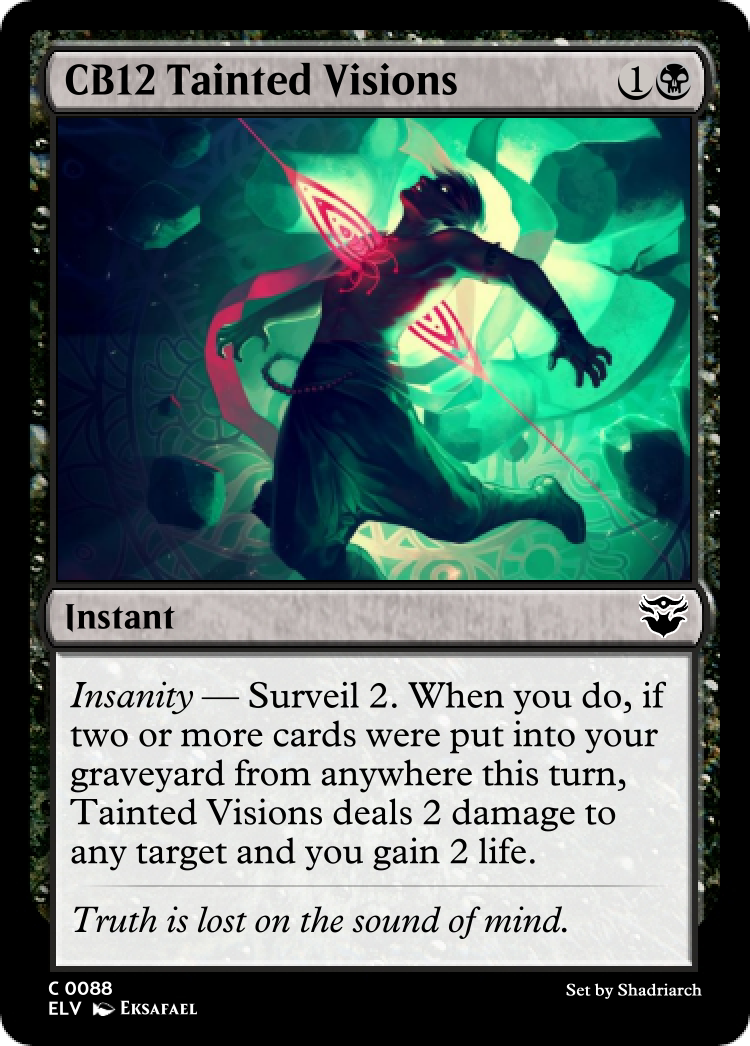 CB12 Tainted Visions 1
Instant
Insanity — Surveil 2. When you do, if
two or more cards were put into your
graveyard from anywhere this turn,
Tainted Visions deals 2 damage to
any target and you gain 2 life.
Truth is lost on the sound of mind.
C 0088
ELV Eksafael
Set by Shadriarch